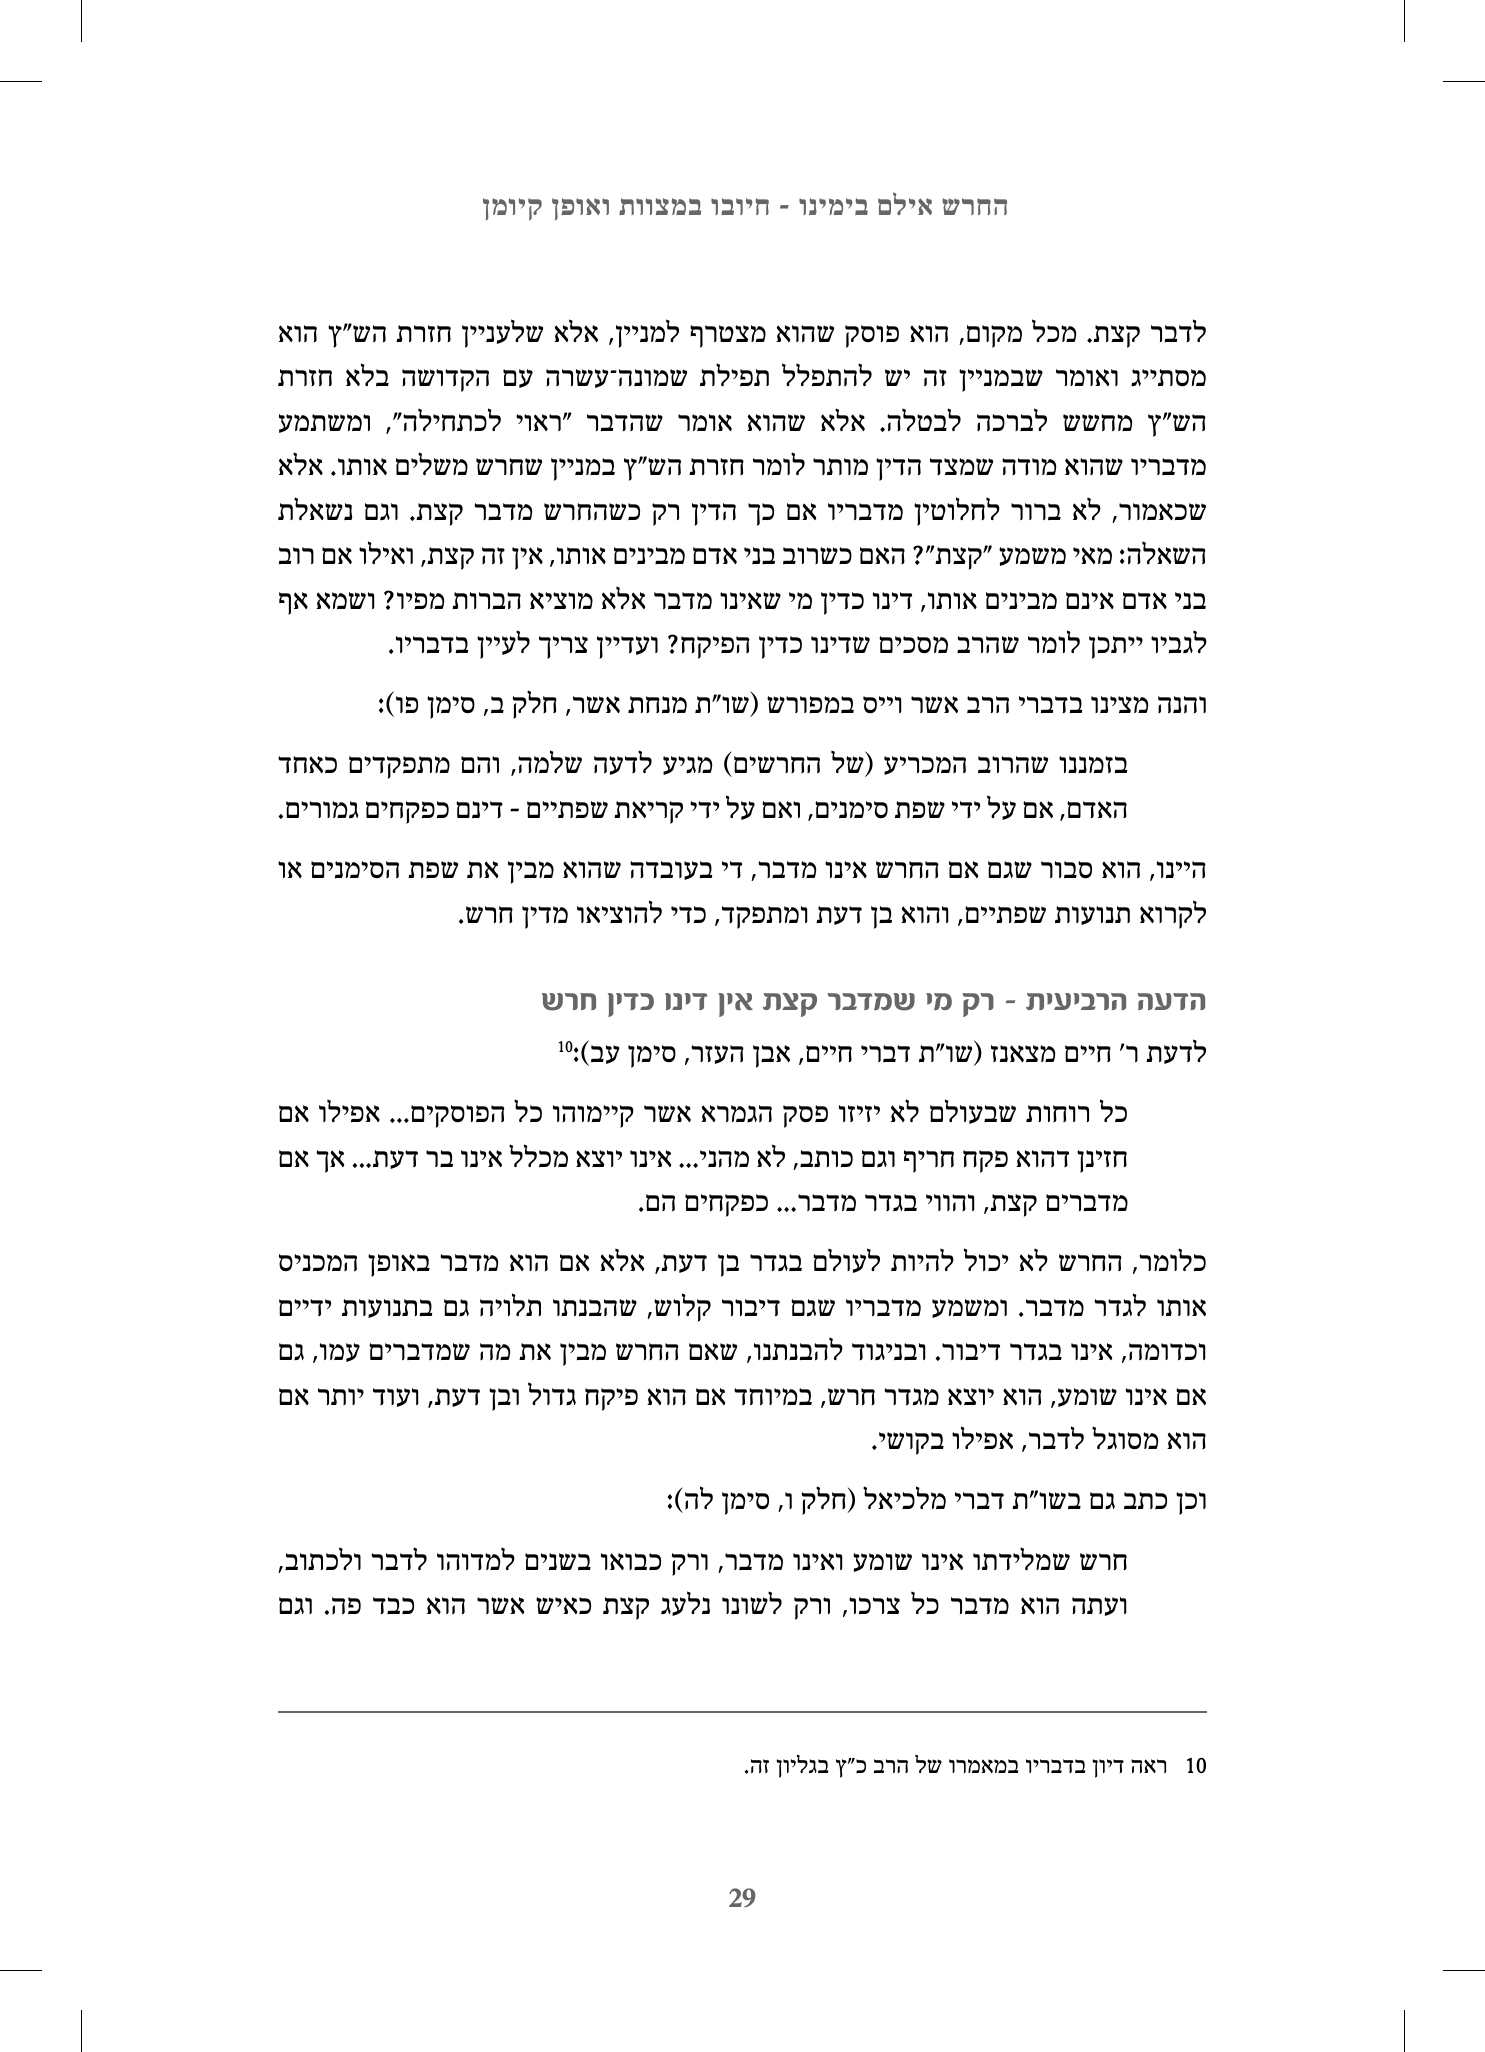 החרש אילם בימינו - חיובו במצוות ואופן קיומן
לדבר קצת. מכל מקום, הוא פוסק שהוא מצטרף למניין, אלא שלעניין חזרת הש"ץ הוא
מסתייג ואומר שבמניין זה יש להתפלל תפילת שמונה־עשרה עם הקדושה בלא חזרת
הש"ץ מחשש לברכה לבטלה. אלא שהוא אומר שהדבר "ראוי לכתחילה", ומשתמע
מדבריו שהוא מודה שמצד הדין מותר לומר חזרת הש"ץ במניין שחרש משלים אותו. אלא
שכאמור, לא ברור לחלוטין מדבריו אם כך הדין רק כשהחרש מדבר קצת. וגם נשאלת
השאלה: מאי משמע "קצת"? האם כשרוב בני אדם מבינים אותו, אין זה קצת, ואילו אם רוב
בני אדם אינם מבינים אותו, דינו כדין מי שאינו מדבר אלא מוציא הברות מפיו? ושמא אף
לגביו ייתכן לומר שהרב מסכים שדינו כדין הפיקח? ועדיין צריך לעיין בדבריו.
והנה מצינו בדברי הרב אשר וייס במפורש (שו"ת מנחת אשר, חלק ב, סימן פו):
בזמננו שהרוב המכריע (של החרשים) מגיע לדעה שלמה, והם מתפקדים כאחד
האדם, אם על ידי שפת סימנים, ואם על ידי קריאת שפתיים - דינם כפקחים גמורים.
היינו, הוא סבור שגם אם החרש אינו מדבר, די בעובדה שהוא מבין את שפת הסימנים או
לקרוא תנועות שפתיים, והוא בן דעת ומתפקד, כדי להוציאו מדין חרש.
הדעה הרביעית - רק מי שמדבר קצת אין דינו כדין חרש
לדעת ר' חיים מצאנז (שו"ת דברי חיים, אבן העזר, סימן עב):10
כל רוחות שבעולם לא יזיזו פסק הגמרא אשר קיימוהו כל הפוסקים... אפילו אם
חזינן דהוא פקח חריף וגם כותב, לא מהני... אינו יוצא מכלל אינו בר דעת... אך אם
מדברים קצת, והווי בגדר מדבר... כפקחים הם.
כלומר, החרש לא יכול להיות לעולם בגדר בן דעת, אלא אם הוא מדבר באופן המכניס
אותו לגדר מדבר. ומשמע מדבריו שגם דיבור קלוש, שהבנתו תלויה גם בתנועות ידיים
וכדומה, אינו בגדר דיבור. ובניגוד להבנתנו, שאם החרש מבין את מה שמדברים עמו, גם
אם אינו שומע, הוא יוצא מגדר חרש, במיוחד אם הוא פיקח גדול ובן דעת, ועוד יותר אם
הוא מסוגל לדבר, אפילו בקושי.
וכן כתב גם בשו"ת דברי מלכיאל (חלק ו, סימן לה):
חרש שמלידתו אינו שומע ואינו מדבר, ורק כבואו בשנים למדוהו לדבר ולכתוב,
ועתה הוא מדבר כל צרכו, ורק לשונו נלעג קצת כאיש אשר הוא כבד פה. וגם
10 ראה דיון בדבריו במאמרו של הרב כ"ץ בגליון זה.
29